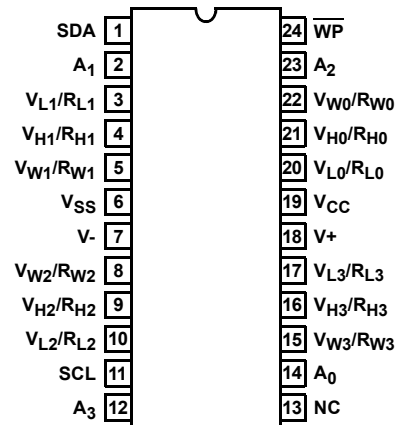 SDA 1 24 W̅P̅
A1 2 23 A2
VL1/RL1 3 22 VW0/RW0
VH1/RH1 4 21 VH0/RH0
VW1/RW1 5 20 VL0/RL0
VSS 6 19 VCC
V- 7 18 V+
VW2/RW2 8 17 VL3/RL3
VH2/RH2 9 16 VH3/RH3
VL2/RL2 10 15 VW3/RW3
SCL 11 14 A0
A3 12 13 NC